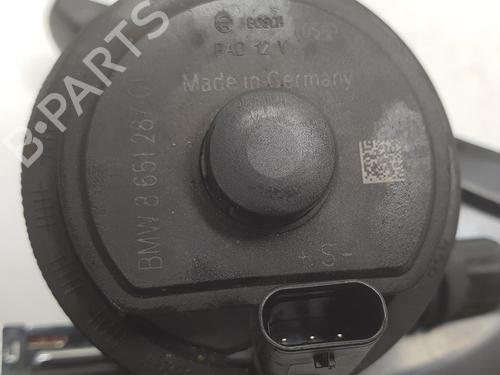 BOSCH
PAD 12 V
Made in Germany
BMW 8 651 287 01
+ S -
B-PARTS